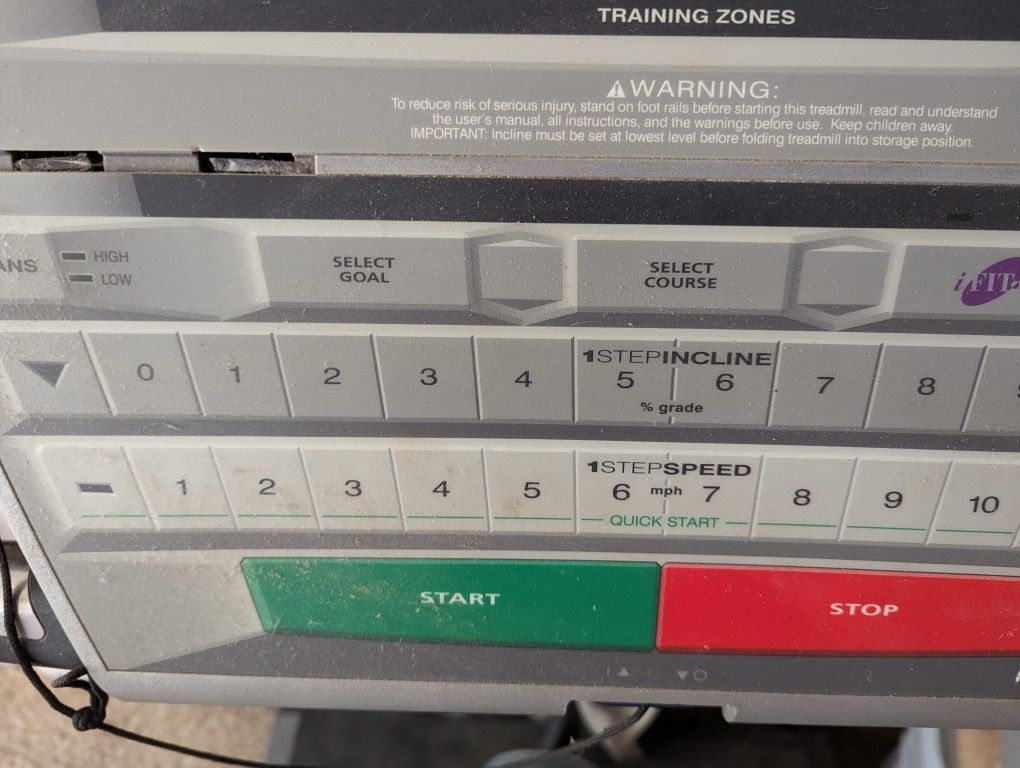 TRAINING ZONES
⚠WARNING:
To reduce risk of serious injury, stand on foot rails before starting this treadmill, read and understand
the user's manual, all instructions, and the warnings before use. Keep children away.
IMPORTANT: Incline must be set at lowest level before folding treadmill into storage position.
ANS
HIGH
LOW
SELECT
GOAL
SELECT
COURSE
iFIT.
1STEPINCLINE
▼ 0 1 2 3 4 5 6 7 8
% grade
1STEPSPEED
- 1 2 3 4 5 6 mph 7 8 9 10
QUICK START
START
STOP